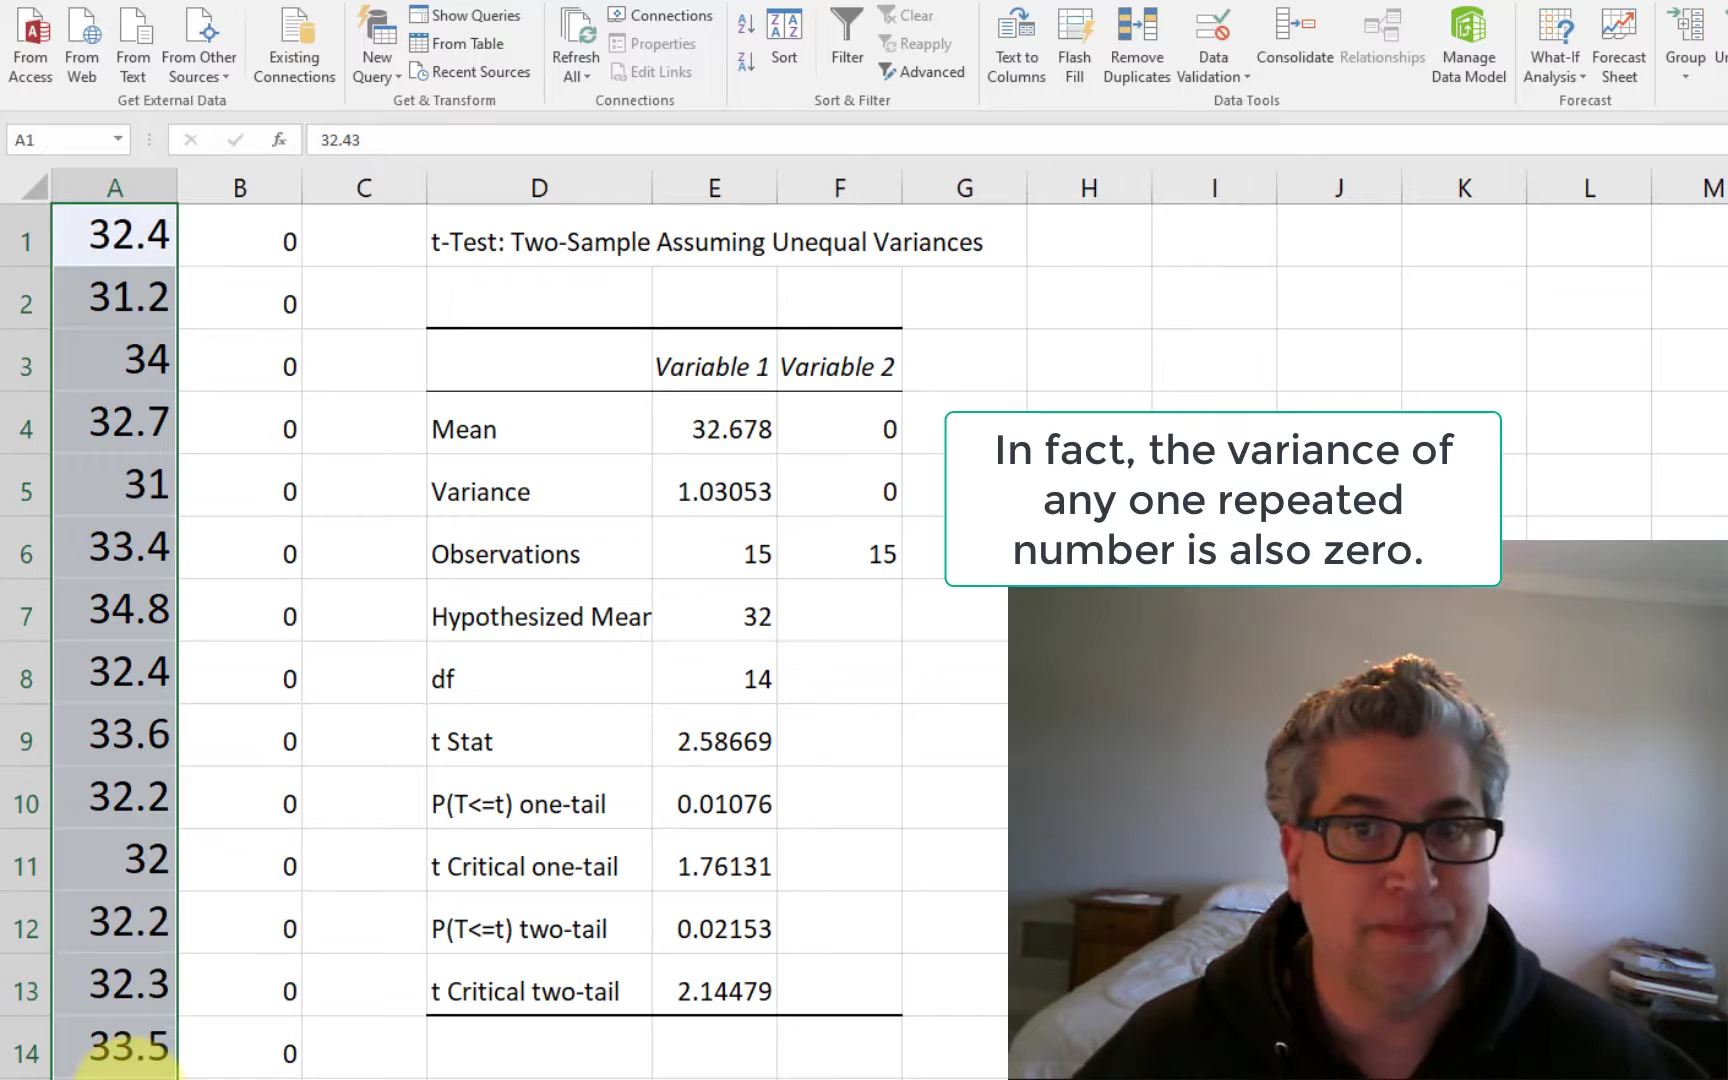 From Access
From Web
From Text
From Other Sources
Existing Connections
Get External Data
New Query
Show Queries
From Table
Recent Sources
Get & Transform
Refresh All
Connections
Properties
Edit Links
Connections
Sort
Filter
Clear
Reapply
Advanced
Sort & Filter
Text to Columns
Flash Fill
Remove Duplicates
Data Validation
Consolidate
Relationships
Manage Data Model
Data Tools
What-If Analysis
Forecast Sheet
Forecast
Group
A1
fx
32.43
A B C D E F G H I J K L M
1 32.4 0 t-Test: Two-Sample Assuming Unequal Variances
2 31.2 0
3 34 0 Variable 1 Variable 2
4 32.7 0 Mean 32.678 0
5 31 0 Variance 1.03053 0
6 33.4 0 Observations 15 15
7 34.8 0 Hypothesized Mear 32
8 32.4 0 df 14
9 33.6 0 t Stat 2.58669
10 32.2 0 P(T<=t) one-tail 0.01076
11 32 0 t Critical one-tail 1.76131
12 32.2 0 P(T<=t) two-tail 0.02153
13 32.3 0 t Critical two-tail 2.14479
14 33.5 0
In fact, the variance of
any one repeated
number is also zero.